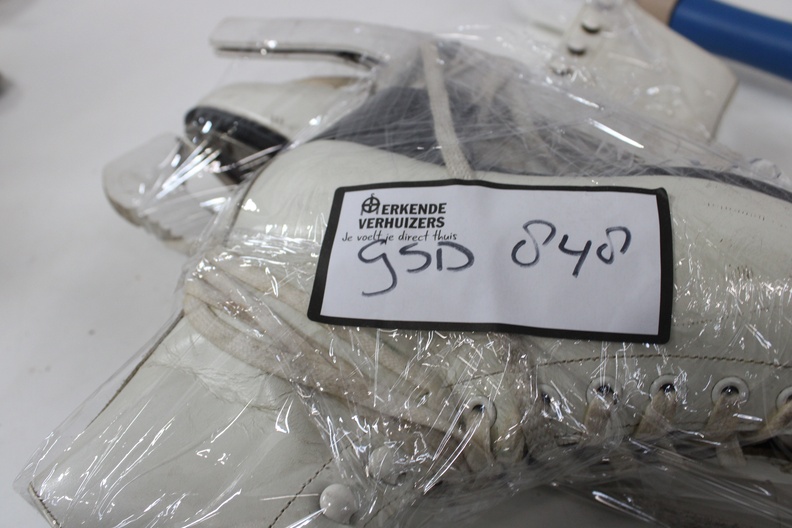 ERKENDE
VERHUIZERS
Je voelt je direct thuis
GSD 848